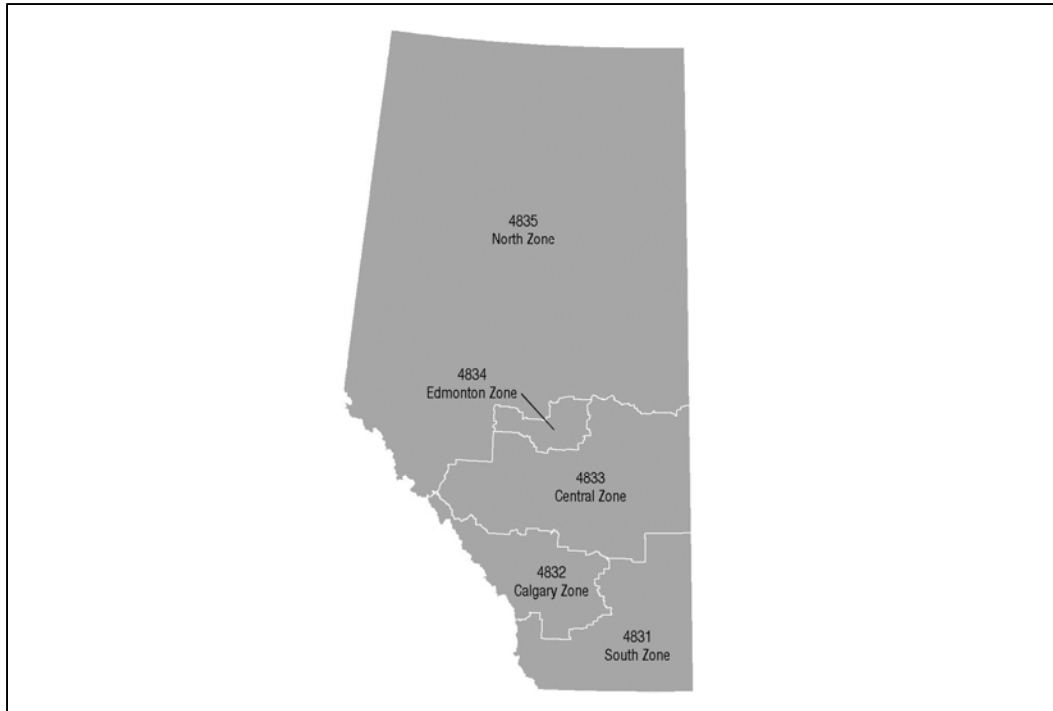 4835
North Zone
4834
Edmonton Zone
4833
Central Zone
4832
Calgary Zone
4831
South Zone